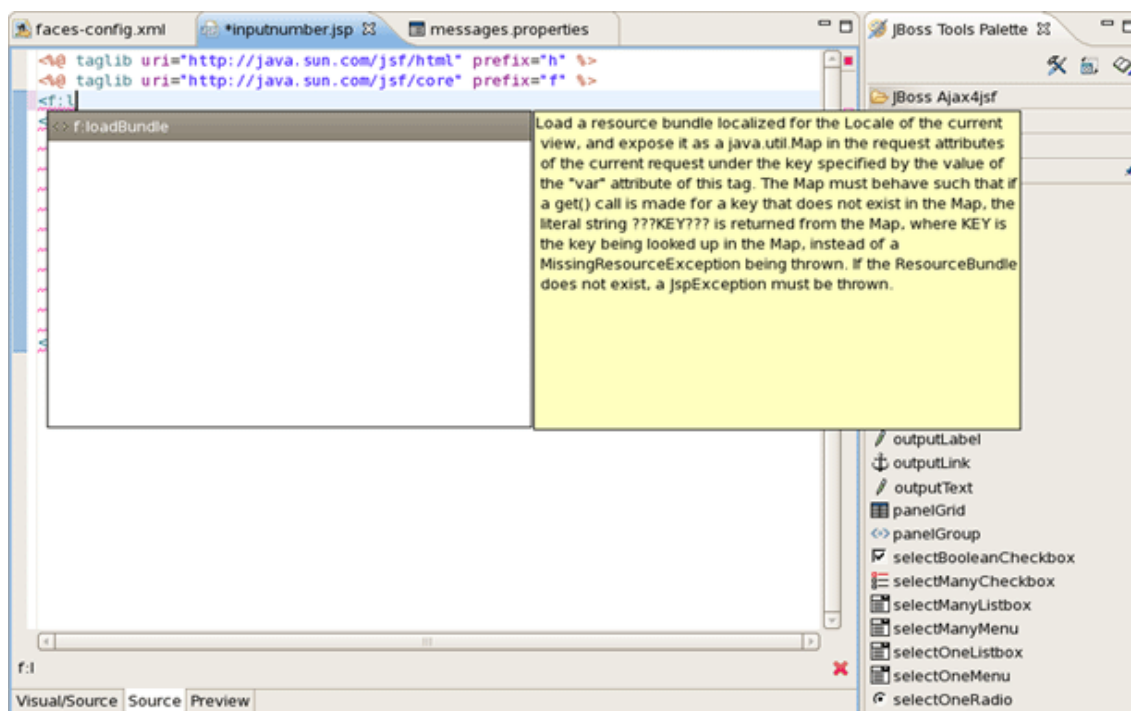 faces-config.xml
*inputnumber.jsp
messages.properties
JBoss Tools Palette
<%@ taglib uri="http://java.sun.com/jsf/html" prefix="h" %>
<%@ taglib uri="http://java.sun.com/jsf/core" prefix="f" %>
<f:l
JBoss Ajax4jsf
f:loadBundle
Load a resource bundle localized for the Locale of the current
view, and expose it as a java.util.Map in the request attributes
of the current request under the key specified by the value of
the "var" attribute of this tag. The Map must behave such that if
a get() call is made for a key that does not exist in the Map, the
literal string ???KEY??? is returned from the Map, where KEY is
the key being looked up in the Map, instead of a
MissingResourceException being thrown. If the ResourceBundle
does not exist, a JspException must be thrown.
outputLabel
outputLink
outputText
panelGrid
panelGroup
selectBooleanCheckbox
selectManyCheckbox
selectManyListbox
selectManyMenu
selectOneListbox
selectOneMenu
selectOneRadio
f:l
Visual/Source Source Preview